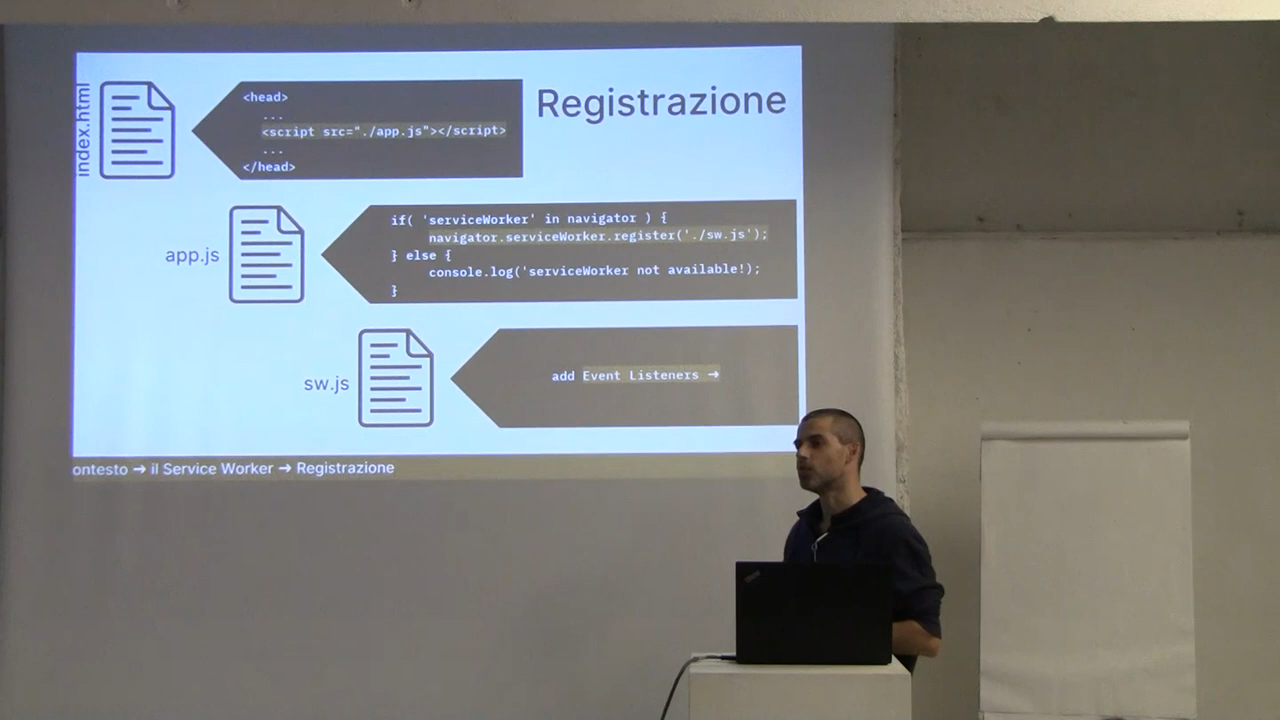 Registrazione
index.html
<head>
...
<script src="./app.js"></script>
...
</head>
app.js
if( 'serviceWorker' in navigator ) {
navigator.serviceWorker.register('./sw.js');
} else {
console.log('serviceWorker not available!);
}
sw.js
add Event Listeners →
ontesto → il Service Worker → Registrazione